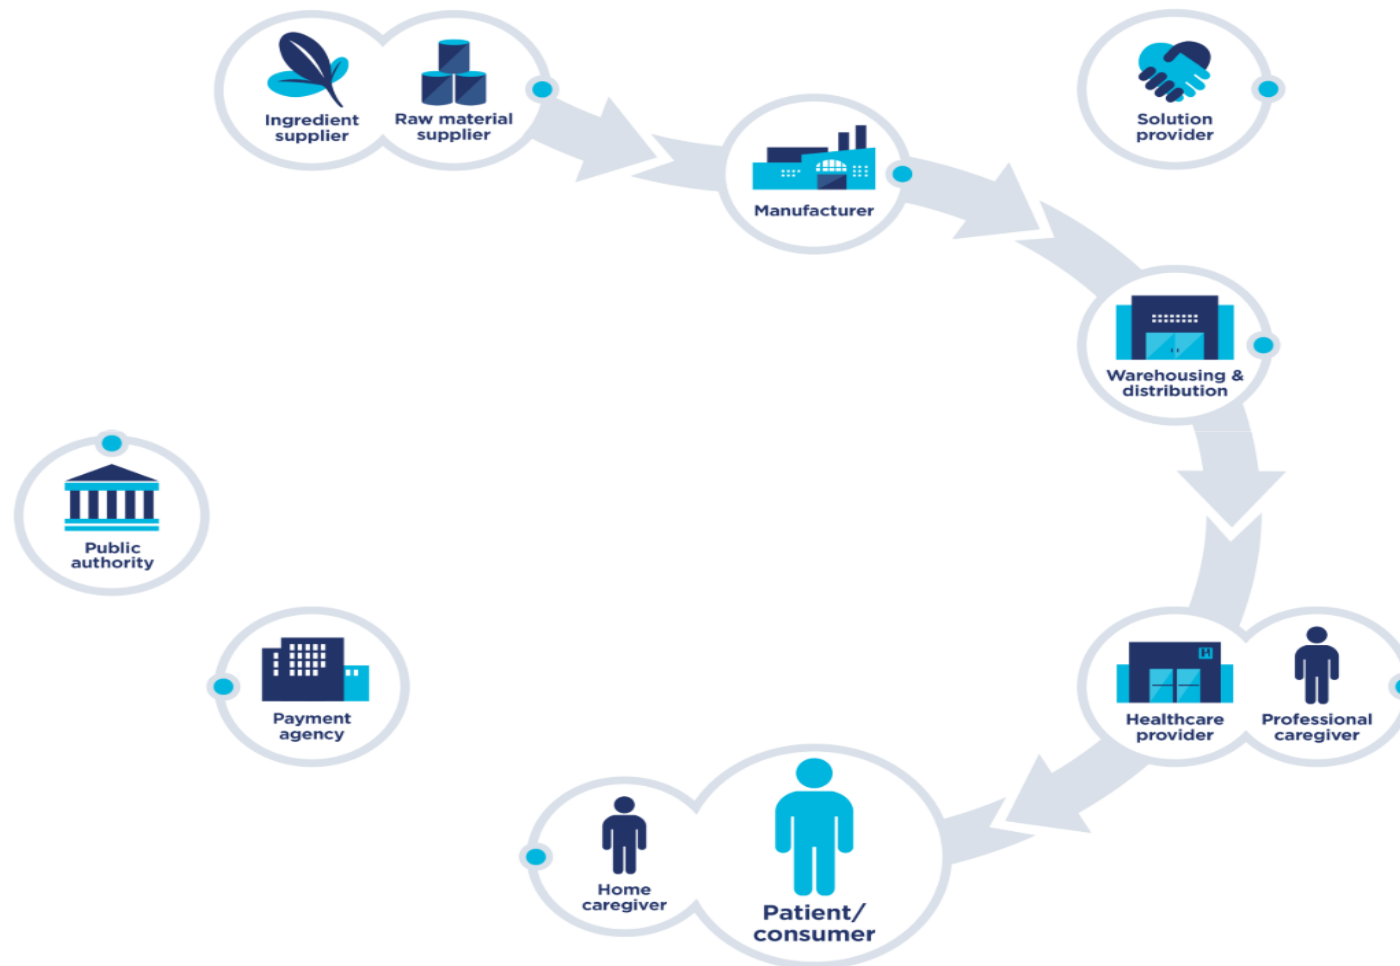 Ingredient
supplier
Raw material
supplier
Solution
provider
Manufacturer
Warehousing &
distribution
Public
authority
Payment
agency
H
Healthcare
provider
Professional
caregiver
Home
caregiver
Patient/
consumer